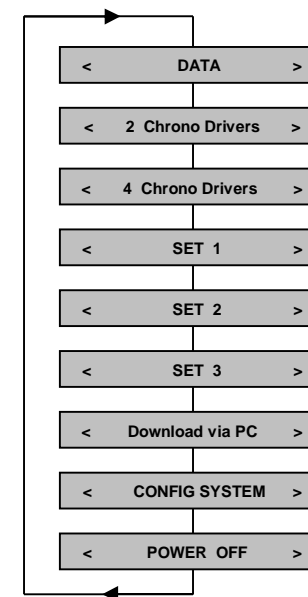 < DATA >
< 2 Chrono Drivers >
< 4 Chrono Drivers >
< SET 1 >
< SET 2 >
< SET 3 >
< Download via PC >
< CONFIG SYSTEM >
< POWER OFF >